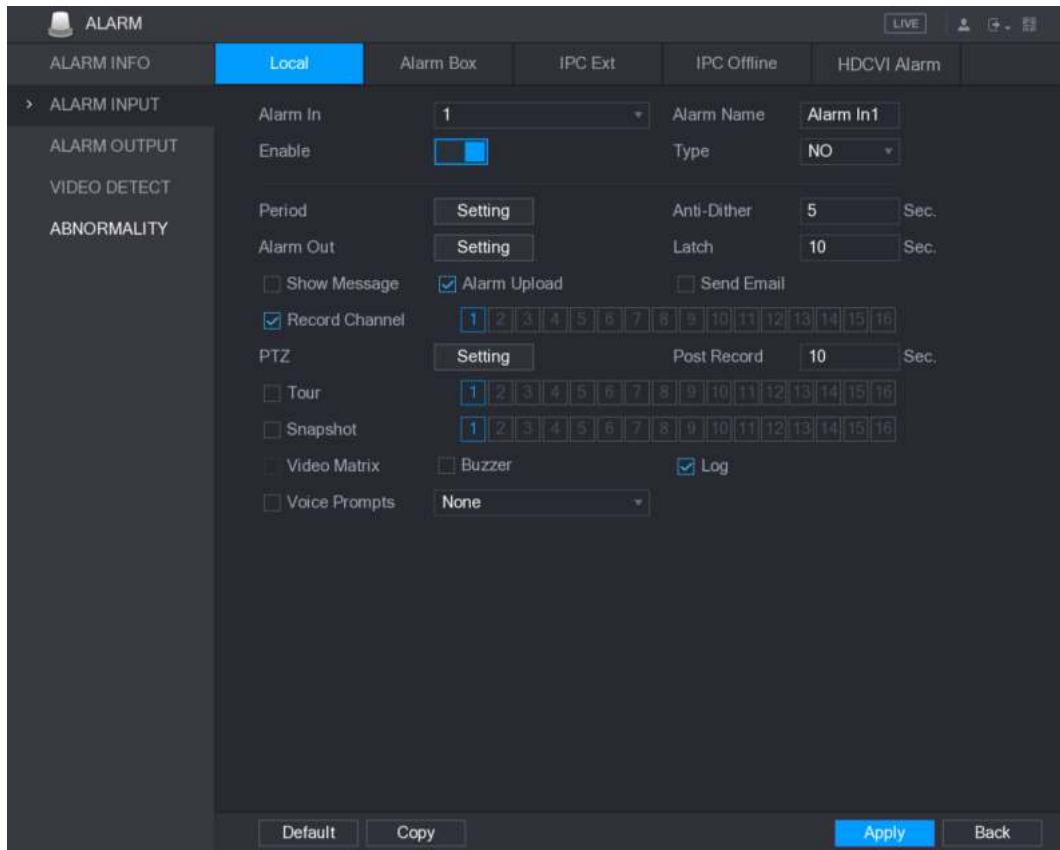 ALARM LIVE
ALARM INFO
ALARM INPUT
ALARM OUTPUT
VIDEO DETECT
ABNORMALITY
Local Alarm Box IPC Ext IPC Offline HDCVI Alarm
Alarm In 1 Alarm Name Alarm In1
Enable Type NO
Period Setting Anti-Dither 5 Sec.
Alarm Out Setting Latch 10 Sec.
Show Message Alarm Upload Send Email
Record Channel 1 2 3 4 5 6 7 8 9 10 11 12 13 14 15 16
PTZ Setting Post Record 10 Sec.
Tour 1 2 3 4 5 6 7 8 9 10 11 12 13 14 15 16
Snapshot 1 2 3 4 5 6 7 8 9 10 11 12 13 14 15 16
Video Matrix Buzzer Log
Voice Prompts None
Default Copy Apply Back